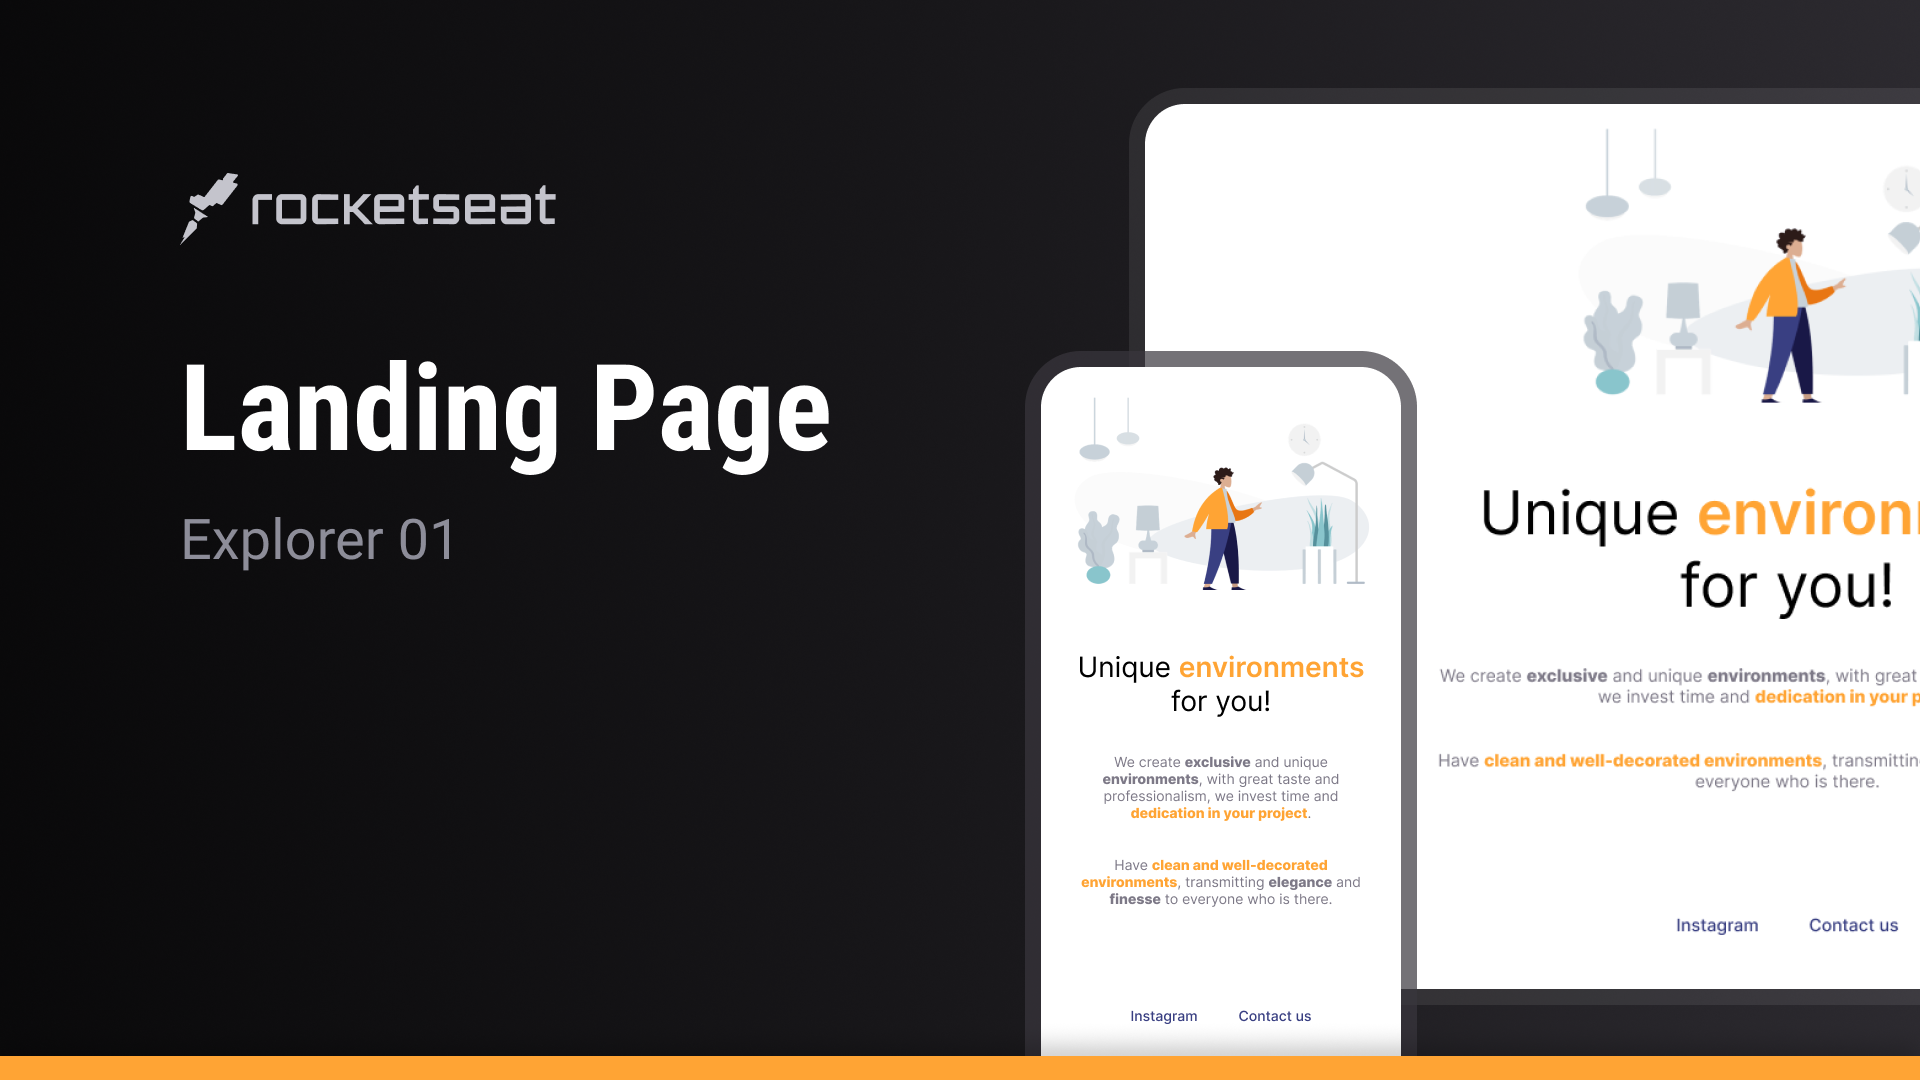 rocketseat
Landing Page
Explorer 01
Unique environments
for you!
We create exclusive and unique
environments, with great taste and
professionalism, we invest time and
dedication in your project.
Have clean and well-decorated
environments, transmitting elegance and
finesse to everyone who is there.
Instagram
Contact us
Unique environ
for you!
We create exclusive and unique environments, with great
we invest time and dedication in your p
Have clean and well-decorated environments, transmittin
everyone who is there.
Instagram
Contact us